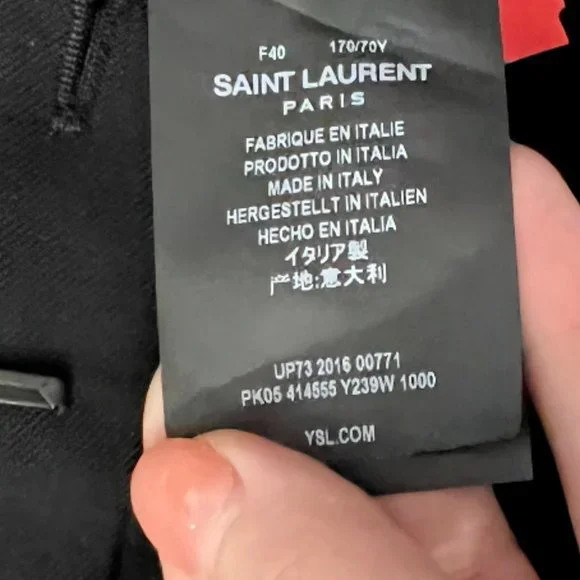 F40 170/70Y
SAINT LAURENT
PARIS
FABRIQUE EN ITALIE
PRODOTTO IN ITALIA
MADE IN ITALY
HERGESTELLT IN ITALIEN
HECHO EN ITALIA
イタリア製
产地:意大利
UP73 2016 00771
PK05 414555 Y239W 1000
YSL.COM